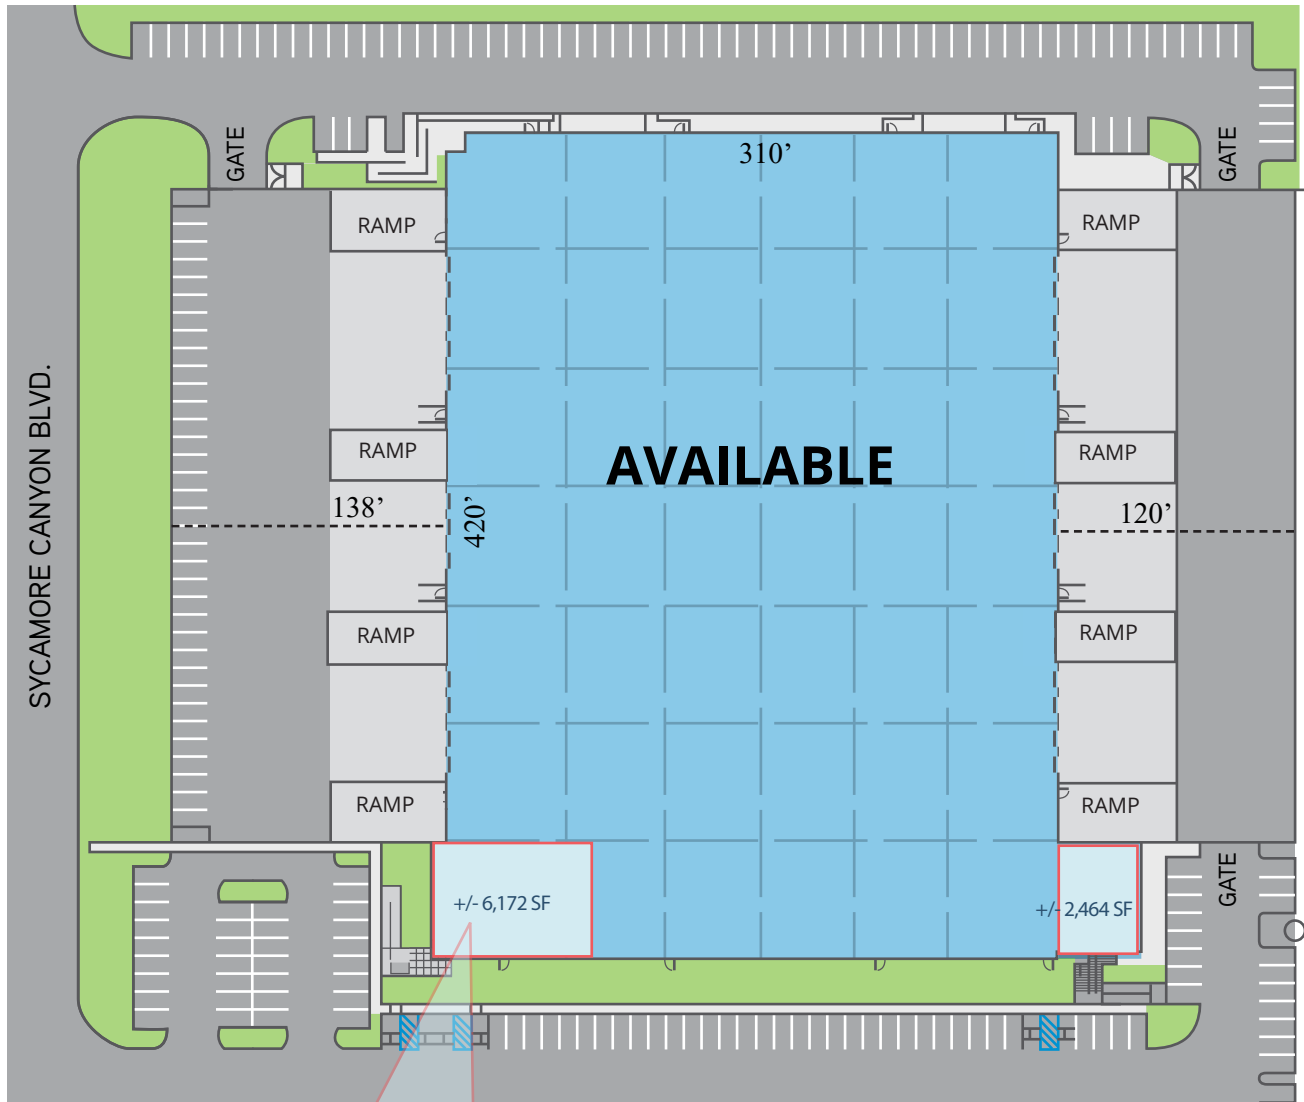 GATE
310’
GATE
RAMP
RAMP
SYCAMORE CANYON BLVD.
AVAILABLE
RAMP
RAMP
138’
420’
120’
RAMP
RAMP
RAMP
RAMP
GATE
+/- 6,172 SF
+/- 2,464 SF